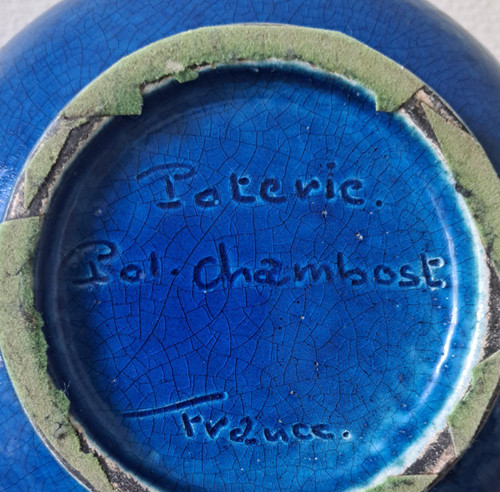 Poterie.
Pol. chambost
France.